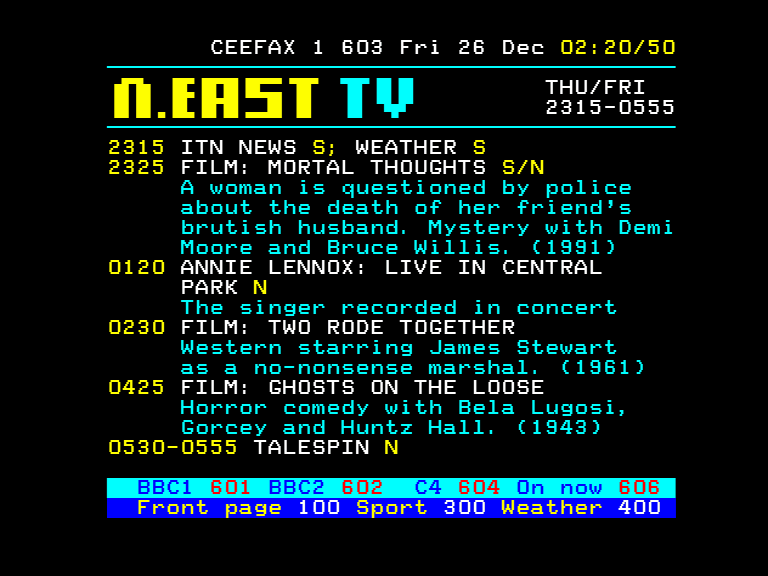 CEEFAX 1 603 Fri 26 Dec 02:20/50
N.EAST TV
THU/FRI
2315-0555
2315 ITN NEWS S; WEATHER S
2325 FILM: MORTAL THOUGHTS S/N
A woman is questioned by police
about the death of her friend's
brutish husband. Mystery with Demi
Moore and Bruce Willis. (1991)
0120 ANNIE LENNOX: LIVE IN CENTRAL
PARK N
The singer recorded in concert
0230 FILM: TWO RODE TOGETHER
Western starring James Stewart
as a no-nonsense marshal. (1961)
0425 FILM: GHOSTS ON THE LOOSE
Horror comedy with Bela Lugosi,
Gorcey and Huntz Hall. (1943)
0530-0555 TALESPIN N
BBC1 601 BBC2 602 C4 604 On now 606
Front page 100 Sport 300 Weather 400